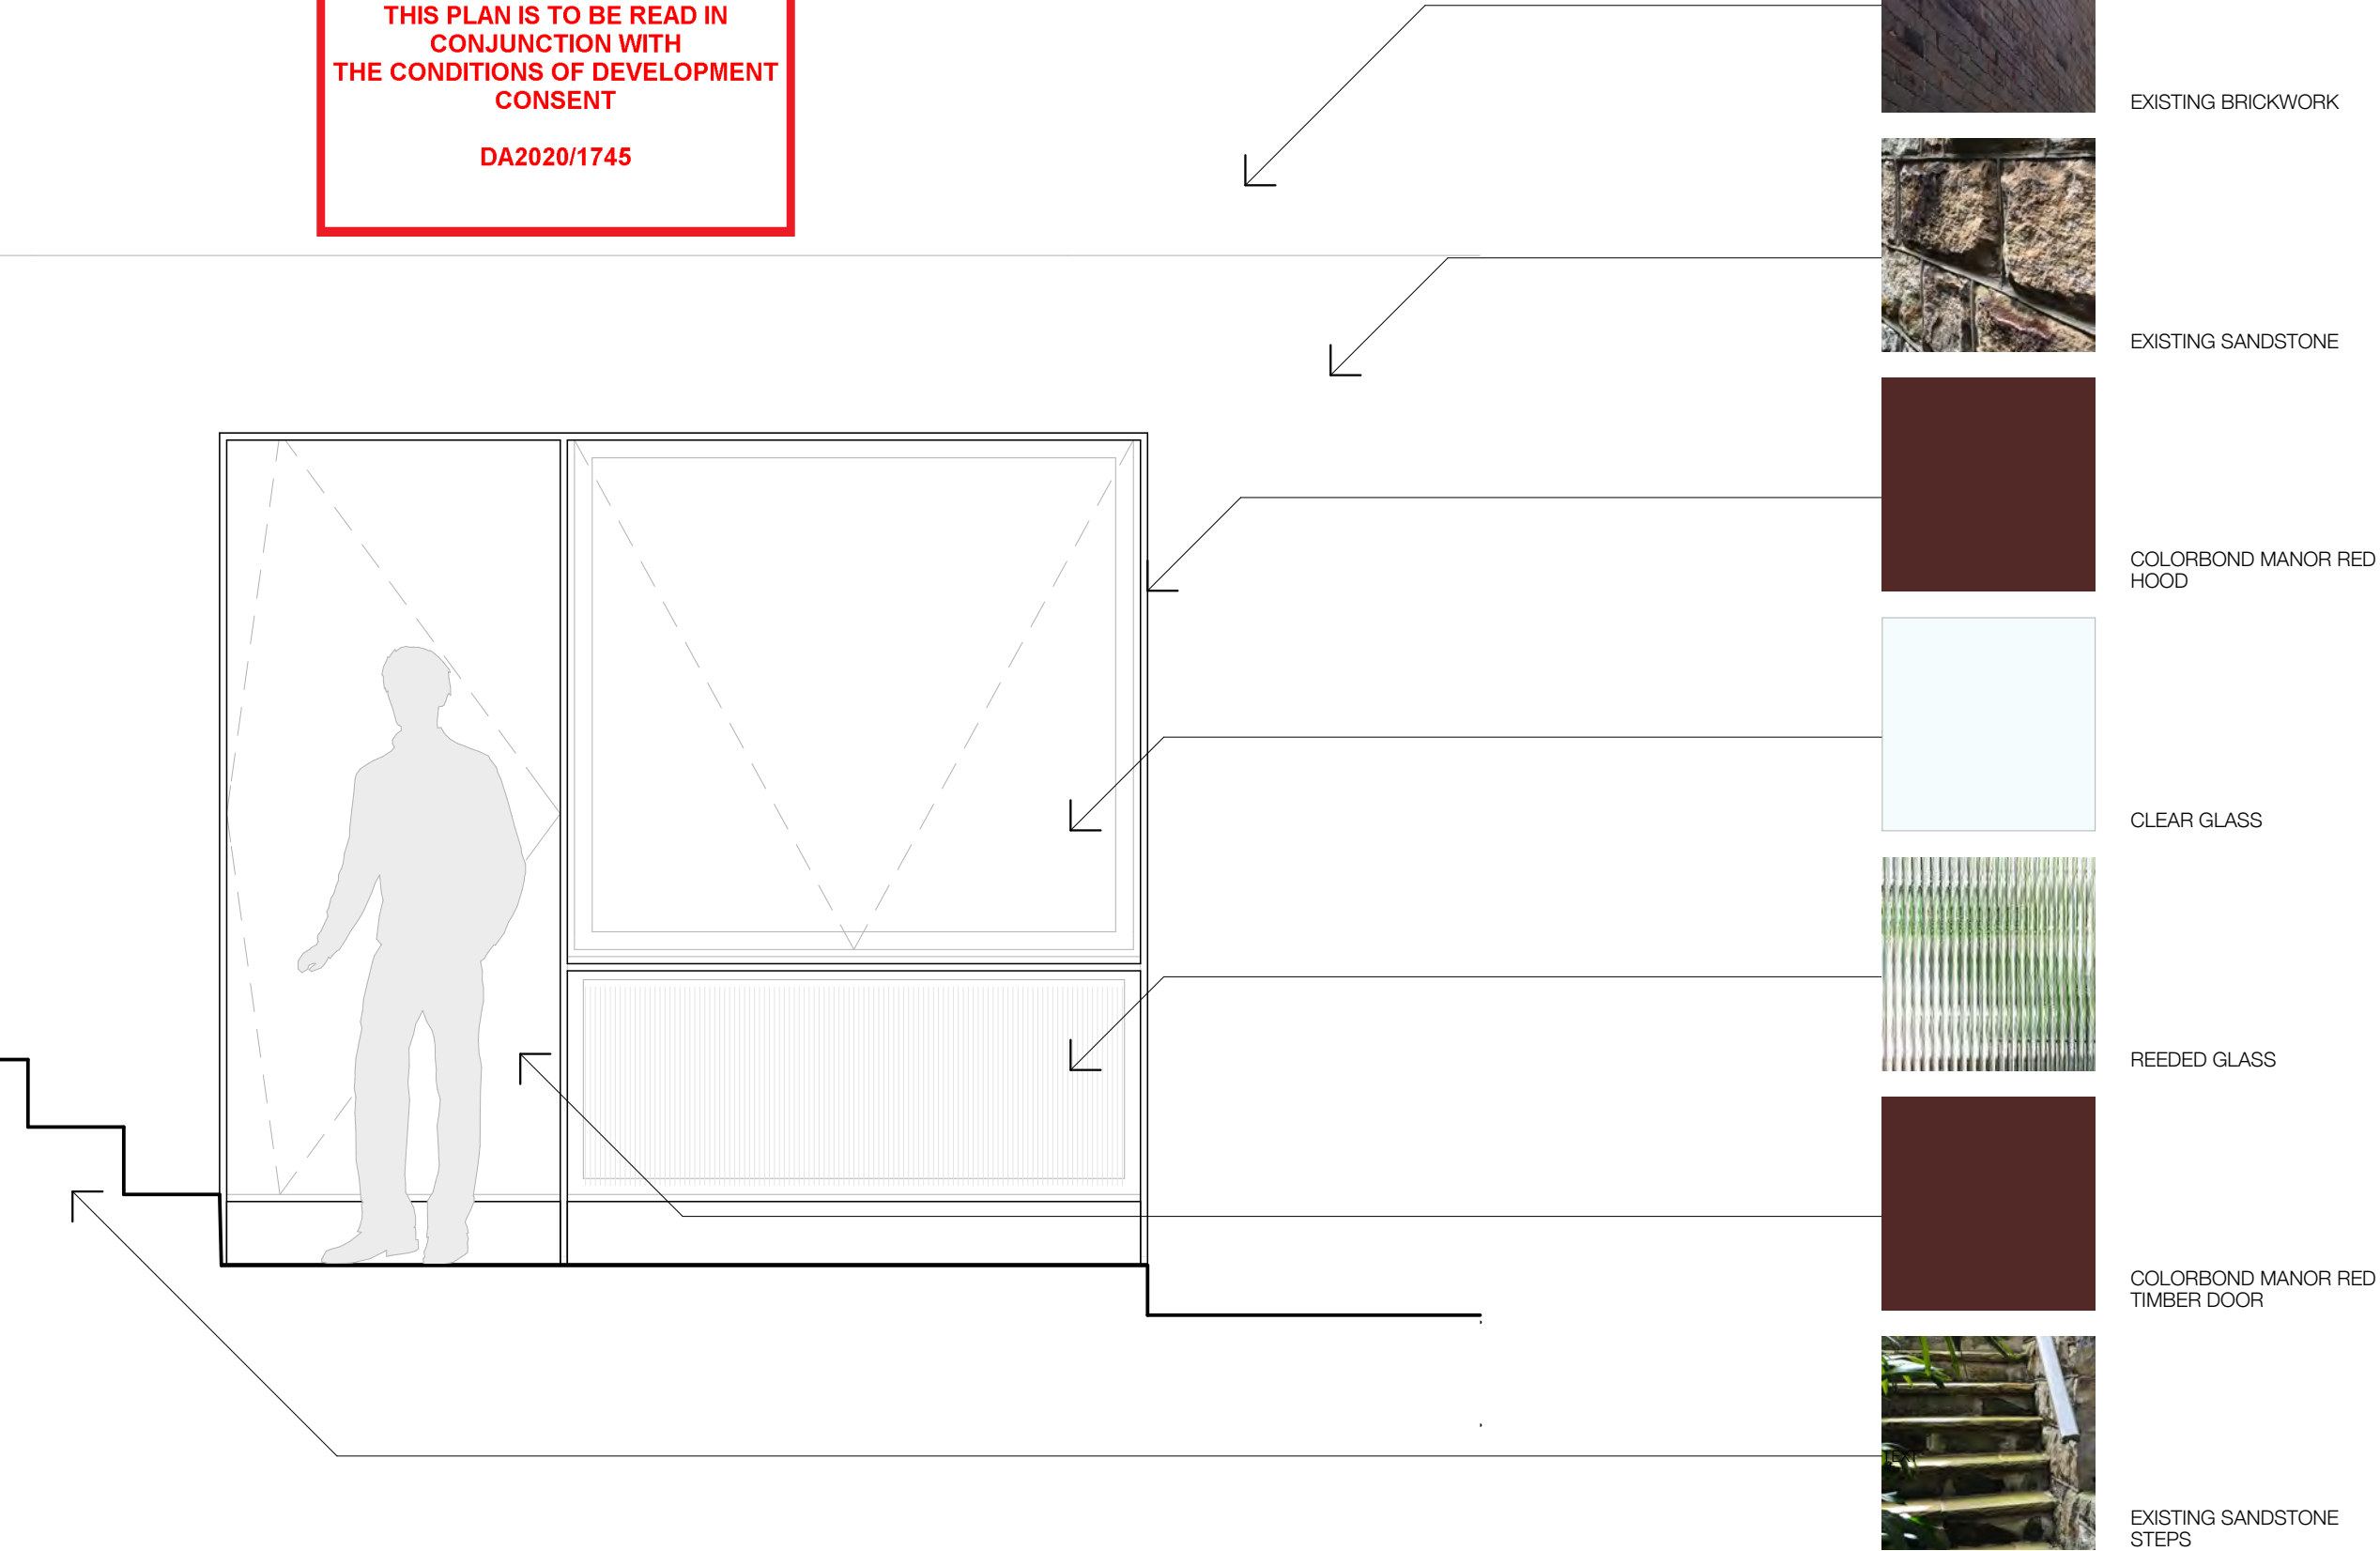 THIS PLAN IS TO BE READ IN
CONJUNCTION WITH
THE CONDITIONS OF DEVELOPMENT
CONSENT
DA2020/1745
EXISTING BRICKWORK
EXISTING SANDSTONE
COLORBOND MANOR RED
HOOD
CLEAR GLASS
REEDED GLASS
COLORBOND MANOR RED
TIMBER DOOR
TEXT
EXISTING SANDSTONE
STEPS